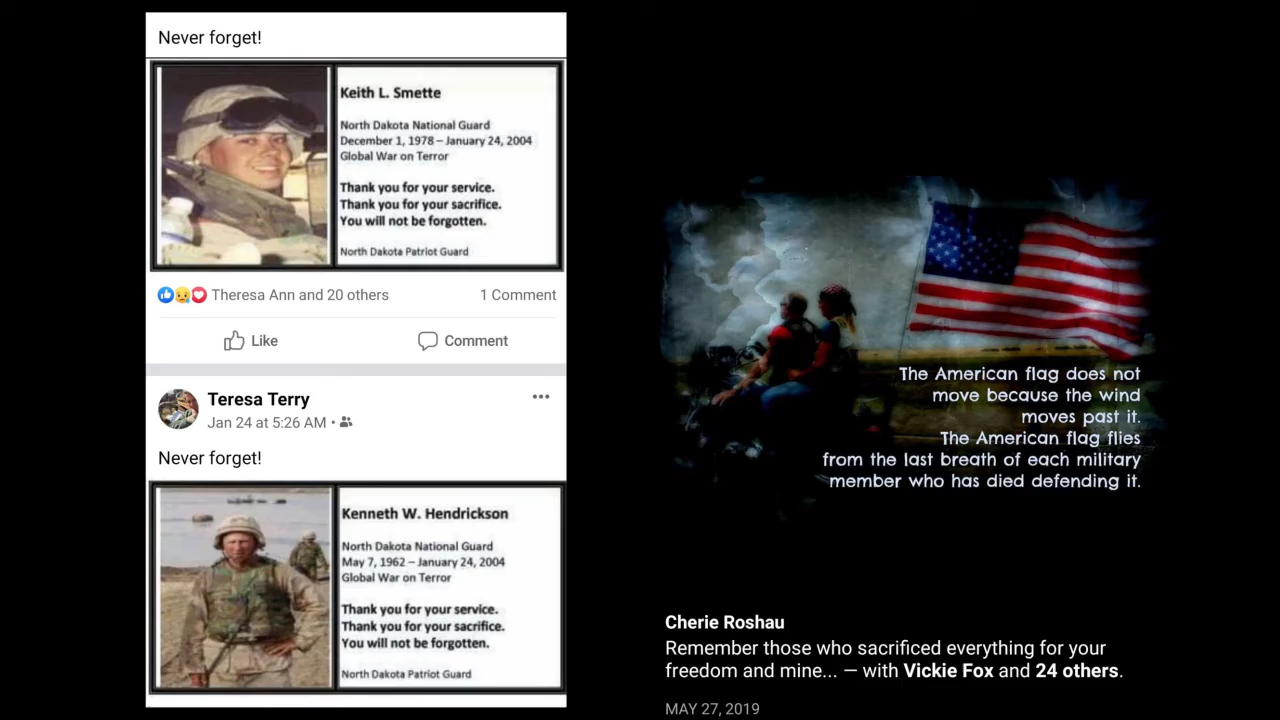 Never forget!
Keith L. Smette
North Dakota National Guard
December 1, 1978 – January 24, 2004
Global War on Terror
Thank you for your service.
Thank you for your sacrifice.
You will not be forgotten.
North Dakota Patriot Guard
Theresa Ann and 20 others
1 Comment
Like
Comment
Teresa Terry
Jan 24 at 5:26 AM •
Never forget!
Kenneth W. Hendrickson
North Dakota National Guard
May 7, 1962 – January 24, 2004
Global War on Terror
Thank you for your service.
Thank you for your sacrifice.
You will not be forgotten.
North Dakota Patriot Guard
The American flag does not
move because the wind
moves past it.
The American flag flies
from the last breath of each military
member who has died defending it.
Cherie Roshau
Remember those who sacrificed everything for your
freedom and mine... — with Vickie Fox and 24 others.
MAY 27, 2019